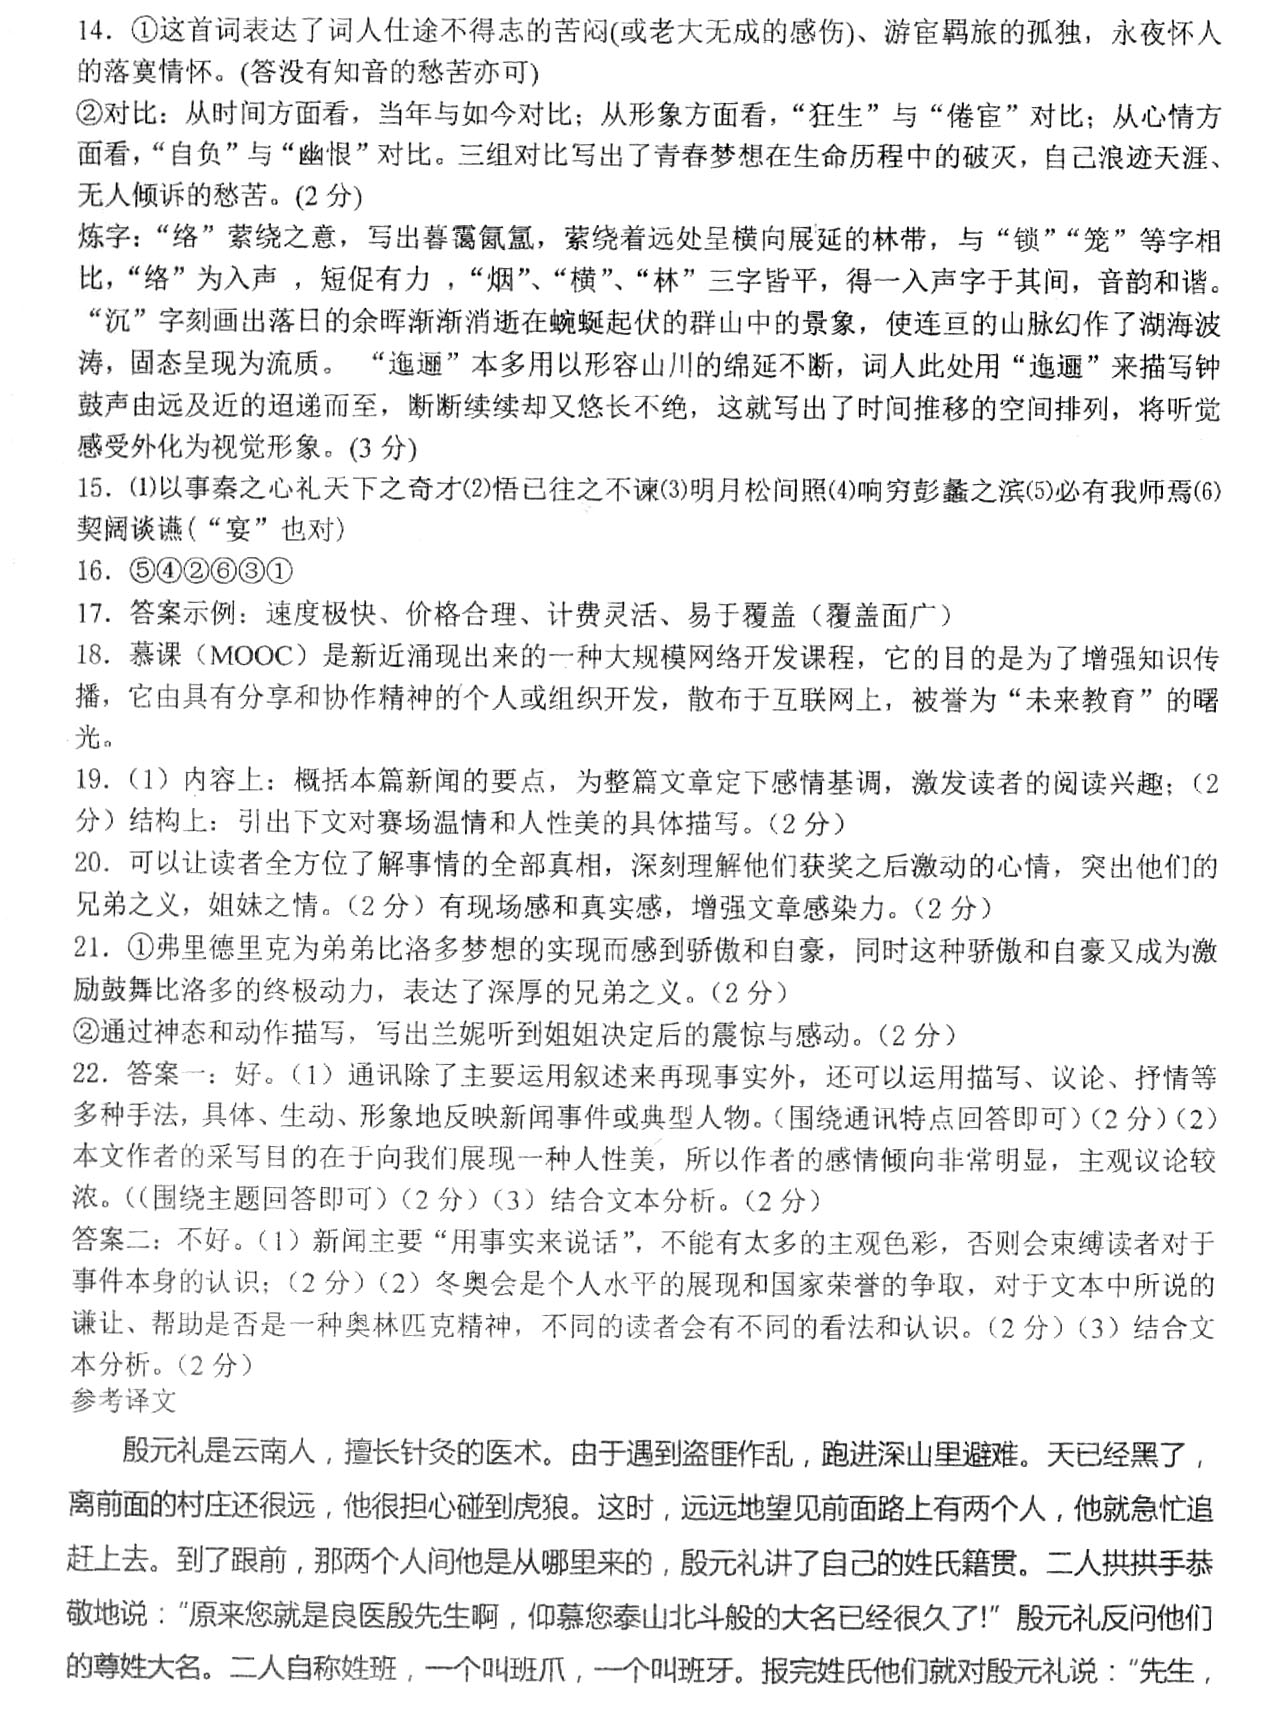 14．①这首词表达了词人仕途不得志的苦闷(或老大无成的感伤)、游宦羁旅的孤独，永夜怀人
的落寞情怀。(答没有知音的愁苦亦可)
②对比：从时间方面看，当年与如今对比；从形象方面看，“狂生”与“倦宦”对比；从心情方
面看，“自负”与“幽恨”对比。三组对比写出了青春梦想在生命历程中的破灭，自己浪迹天涯、
无人倾诉的愁苦。(2 分)
炼字：“络”萦绕之意，写出暮霭氤氲，萦绕着远处呈横向展延的林带，与“锁”“笼”等字相
比，“络”为入声 ，短促有力 ，“烟”、“横”、“林”三字皆平，得一入声字于其间，音韵和谐。
“沉”字刻画出落日的余晖渐渐消逝在蜿蜒起伏的群山中的景象，使连亘的山脉幻作了湖海波
涛，固态呈现为流质。 “迤逦”本多用以形容山川的绵延不断，词人此处用“迤逦”来描写钟
鼓声由远及近的迢递而至，断断续续却又悠长不绝，这就写出了时间推移的空间排列，将听觉
感受外化为视觉形象。(3 分)
15．⑴以事秦之心礼天下之奇才⑵悟已往之不谏⑶明月松间照⑷响穷彭蠡之滨⑸必有我师焉⑹
契阔谈讌(“宴”也对)
16．⑤④②⑥③①
17．答案示例：速度极快、价格合理、计费灵活、易于覆盖（覆盖面广）
18．慕课（MOOC）是新近涌现出来的一种大规模网络开发课程，它的目的是为了增强知识传
播，它由具有分享和协作精神的个人或组织开发，散布于互联网上，被誉为“未来教育”的曙
光。
19．（1）内容上：概括本篇新闻的要点，为整篇文章定下感情基调，激发读者的阅读兴趣；（2
分）结构上：引出下文对赛场温情和人性美的具体描写。（2 分）
20．可以让读者全方位了解事情的全部真相，深刻理解他们获奖之后激动的心情，突出他们的
兄弟之义，姐妹之情。（2 分）有现场感和真实感，增强文章感染力。（2 分）
21．①弗里德里克为弟弟比洛多梦想的实现而感到骄傲和自豪，同时这种骄傲和自豪又成为激
励鼓舞比洛多的终极动力，表达了深厚的兄弟之义。（2 分）
②通过神态和动作描写，写出兰妮听到姐姐决定后的震惊与感动。（2 分）
22．答案一：好。（1）通讯除了主要运用叙述来再现事实外，还可以运用描写、议论、抒情等
多种手法，具体、生动、形象地反映新闻事件或典型人物。（围绕通讯特点回答即可）（2 分）（2）
本文作者的采写目的在于向我们展现一种人性美，所以作者的感情倾向非常明显，主观议论较
浓。（（围绕主题回答即可）（2 分）（3）结合文本分析。（2 分）
答案二：不好。（1）新闻主要“用事实来说话”，不能有太多的主观色彩，否则会束缚读者对于
事件本身的认识；（2 分）（2）冬奥会是个人水平的展现和国家荣誉的争取，对于文本中所说的
谦让、帮助是否是一种奥林匹克精神，不同的读者会有不同的看法和认识。（2 分）（3）结合文
本分析。（2 分）
参考译文
殷元礼是云南人，擅长针灸的医术。由于遇到盗匪作乱，跑进深山里避难。天已经黑了，
离前面的村庄还很远，他很担心碰到虎狼。这时，远远地望见前面路上有两个人，他就急忙追
赶上去。到了跟前，那两个人问他是从哪里来的，殷元礼讲了自己的姓氏籍贯。二人拱拱手恭
敬地说：“原来您就是良医殷先生啊，仰慕您泰山北斗般的大名已经很久了!”殷元礼反问他们
的尊姓大名。二人自称姓班，一个叫班爪，一个叫班牙。报完姓氏他们就对殷元礼说：“先生，